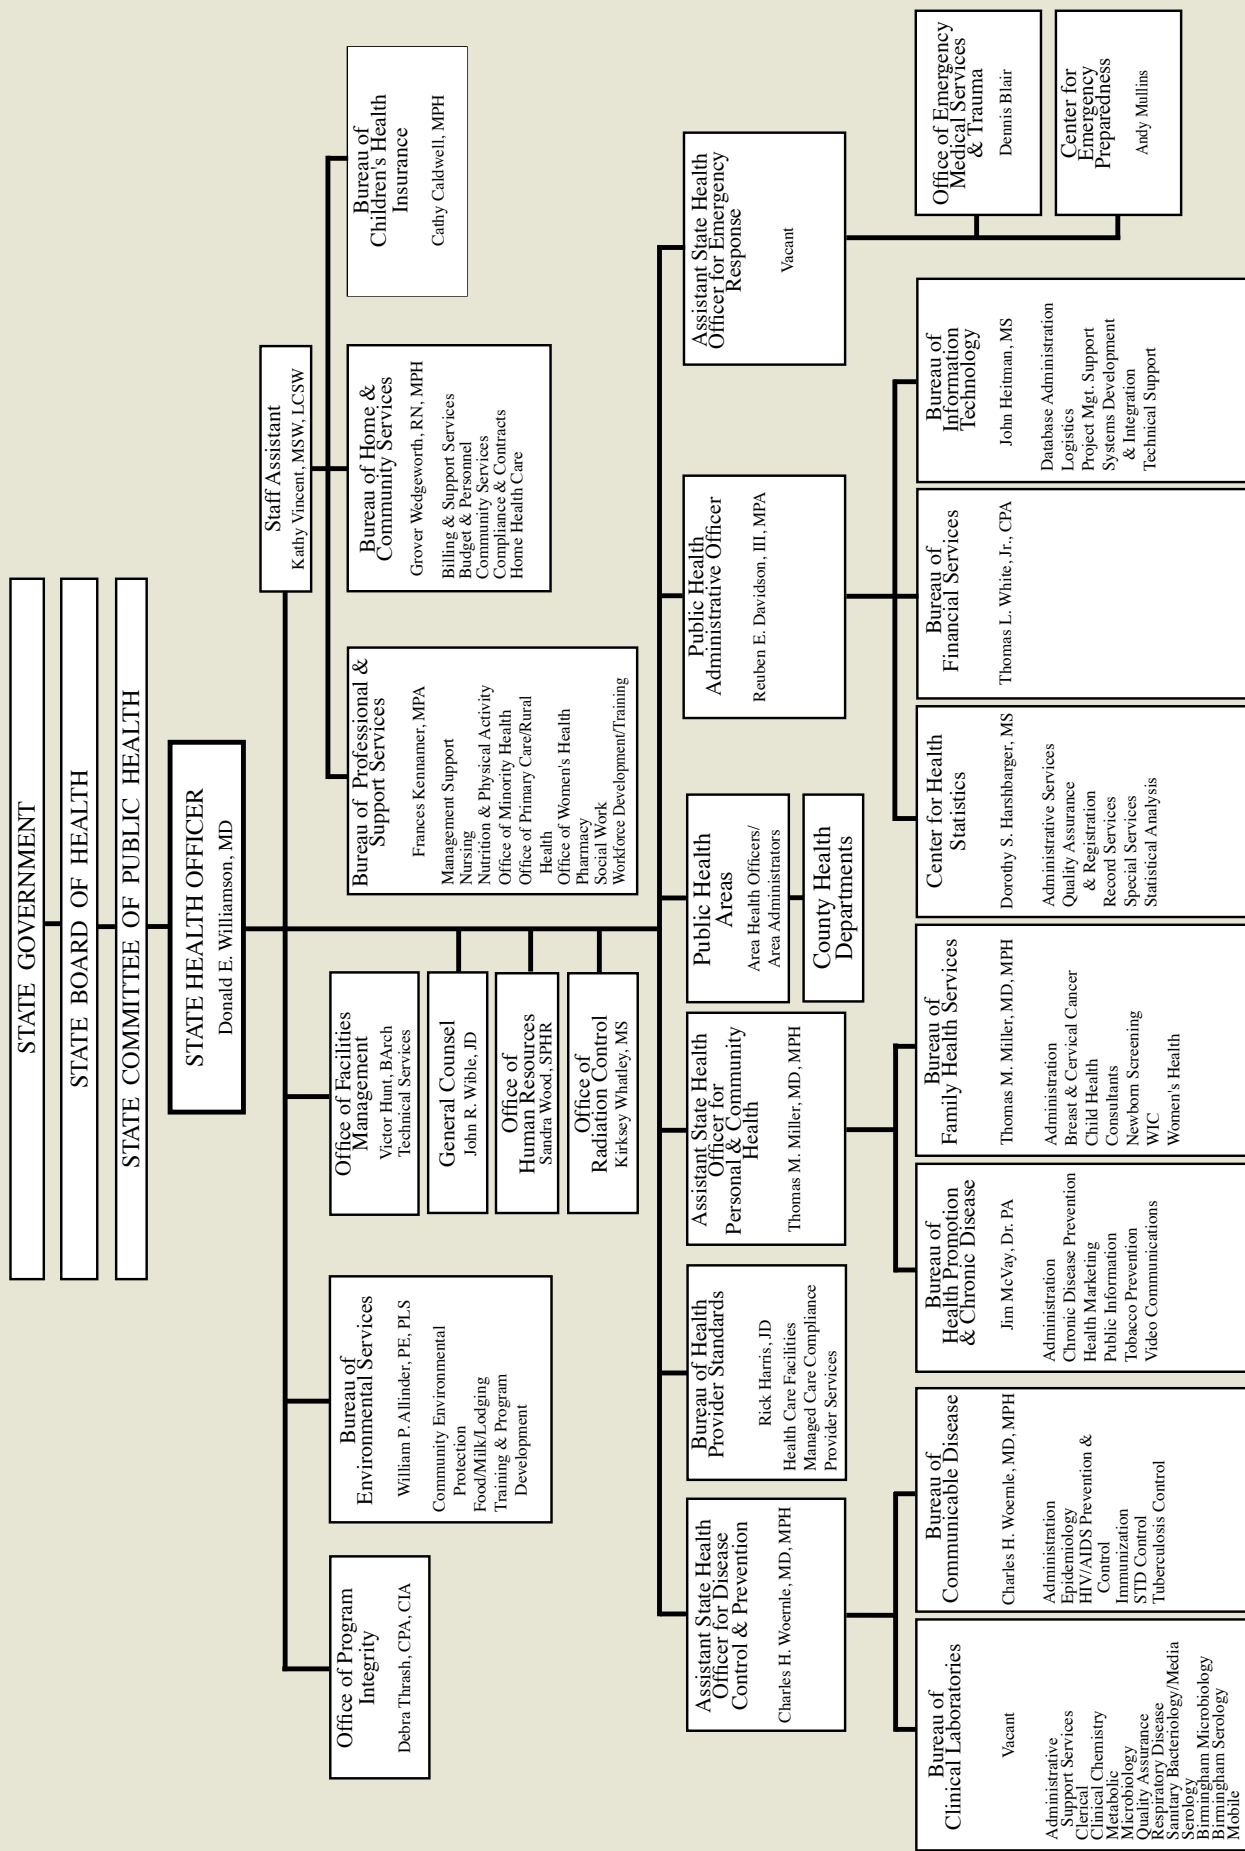 STATE GOVERNMENT
STATE BOARD OF HEALTH
STATE COMMITTEE OF PUBLIC HEALTH
STATE HEALTH OFFICER
Donald E. Williamson, MD
Staff Assistant
Kathy Vincent, MSW, LCSW
Office of Program
Integrity
Debra Thrash, CPA, CIA
Bureau of
Environmental Services
William P. Allinder, PE, PLS
Community Environmental
Protection
Food/Milk/Lodging
Training & Program
Development
Office of Facilities
Management
Victor Hunt, BArch
Technical Services
General Counsel
John R. Wible, JD
Office of
Human Resources
Sandra Wood, SPHR
Office of
Radiation Control
Kirksey Whatley, MS
Bureau of Professional &
Support Services
Frances Kennamer, MPA
Management Support
Nursing
Nutrition & Physical Activity
Office of Minority Health
Office of Primary Care/Rural
Health
Office of Women's Health
Pharmacy
Social Work
Workforce Development/Training
Bureau of Home &
Community Services
Grover Wedgeworth, RN, MPH
Billing & Support Services
Budget & Personnel
Community Services
Compliance & Contracts
Home Health Care
Bureau of
Children's Health
Insurance
Cathy Caldwell, MPH
Assistant State Health
Officer for Disease
Control & Prevention
Charles H. Woernle, MD, MPH
Bureau of Health
Provider Standards
Rick Harris, JD
Health Care Facilities
Managed Care Compliance
Provider Services
Assistant State Health
Officer for
Personal & Community
Health
Thomas M. Miller, MD, MPH
Public Health
Areas
Area Health Officers/
Area Administrators
County Health
Departments
Public Health
Administrative Officer
Reuben E. Davidson, III, MPA
Assistant State Health
Officer for Emergency
Response
Vacant
Bureau of
Clinical Laboratories
Vacant
Administrative
Support Services
Clerical
Clinical Chemistry
Metabolic
Microbiology
Quality Assurance
Respiratory Disease
Sanitary Bacteriology/Media
Serology
Birmingham Microbiology
Birmingham Serology
Mobile
Bureau of
Communicable Disease
Charles H. Woernle, MD, MPH
Administration
Epidemiology
HIV/AIDS Prevention &
Control
Immunization
STD Control
Tuberculosis Control
Bureau of
Health Promotion
& Chronic Disease
Jim McVay, Dr. PA
Administration
Chronic Disease Prevention
Health Marketing
Public Information
Tobacco Prevention
Video Communications
Bureau of
Family Health Services
Thomas M. Miller, MD, MPH
Administration
Breast & Cervical Cancer
Child Health
Consultants
Newborn Screening
WIC
Women's Health
Center for Health
Statistics
Dorothy S. Harshbarger, MS
Administrative Services
Quality Assurance
& Registration
Record Services
Special Services
Statistical Analysis
Bureau of
Financial Services
Thomas L. White, Jr., CPA
Bureau of
Information
Technology
John Heitman, MS
Database Administration
Logistics
Project Mgt. Support
Systems Development
& Integration
Technical Support
Office of Emergency
Medical Services
& Trauma
Dennis Blair
Center for
Emergency
Preparedness
Andy Mullins